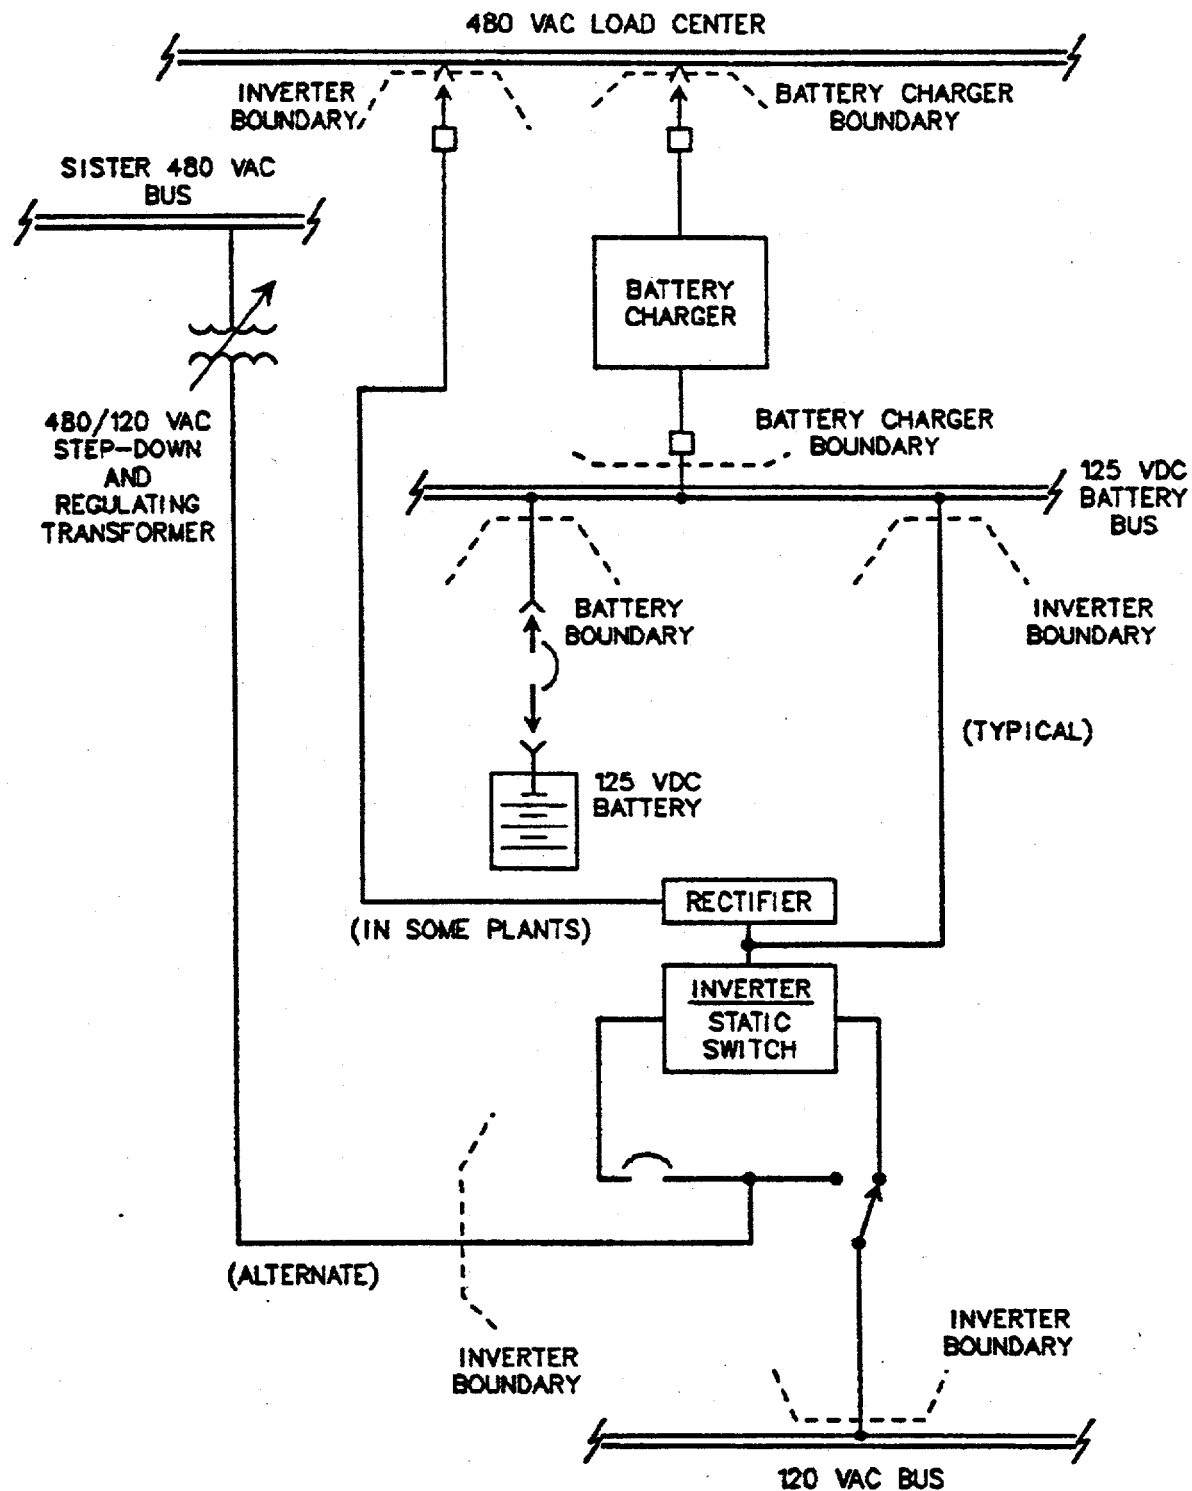 480 VAC LOAD CENTER
INVERTER
BOUNDARY
BATTERY CHARGER
BOUNDARY
SISTER 480 VAC
BUS
BATTERY
CHARGER
480/120 VAC
STEP-DOWN
AND
REGULATING
TRANSFORMER
BATTERY CHARGER
BOUNDARY
125 VDC
BATTERY
BUS
BATTERY
BOUNDARY
INVERTER
BOUNDARY
(TYPICAL)
125 VDC
BATTERY
RECTIFIER
(IN SOME PLANTS)
INVERTER
STATIC
SWITCH
(ALTERNATE)
INVERTER
BOUNDARY
INVERTER
BOUNDARY
120 VAC BUS